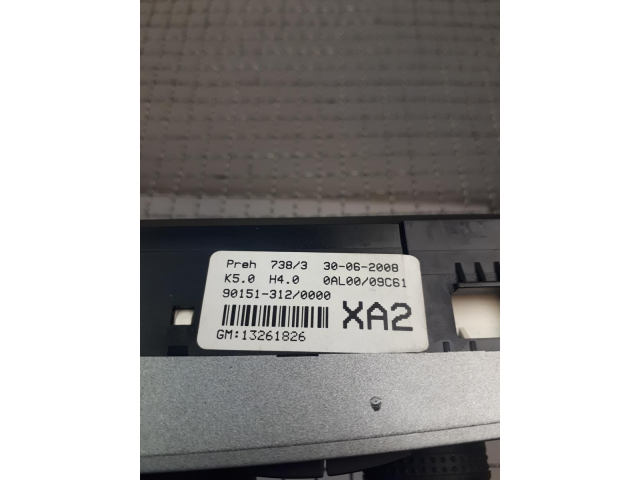 Preh 738/3 30-06-2008
K5.0 H4.0 0AL00/09C61
90151-312/0000
XA2
GM:13261826